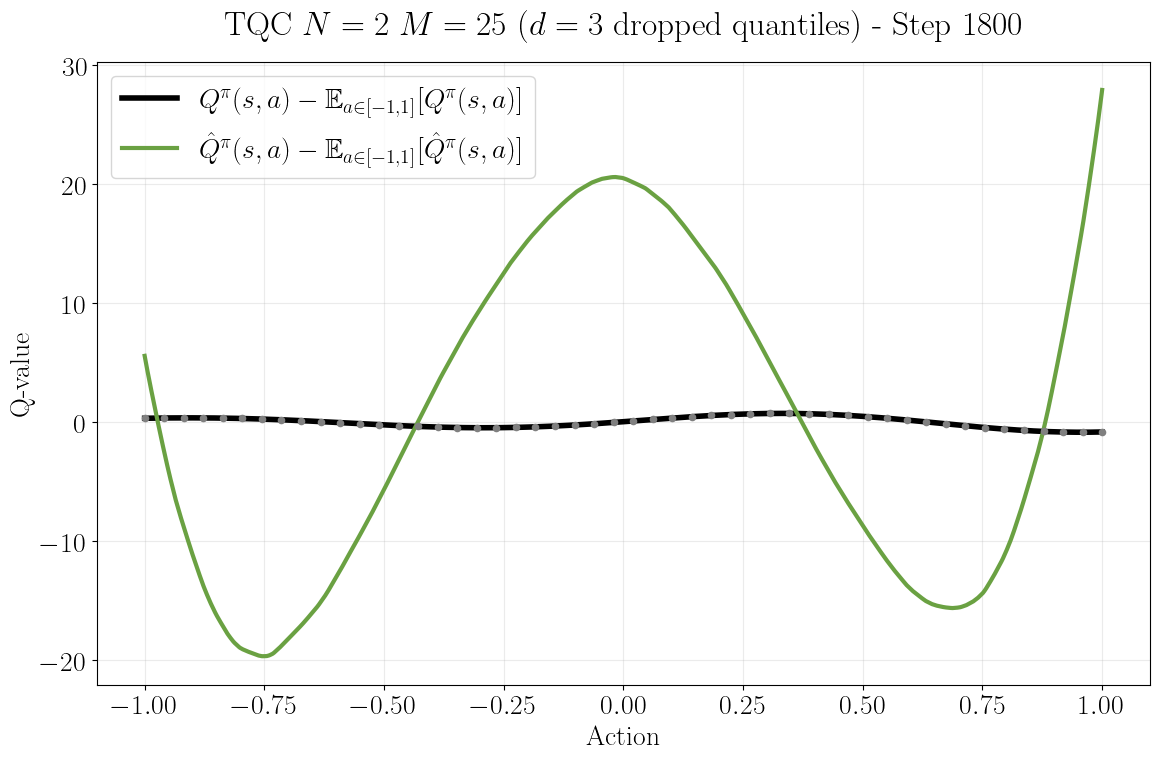 TQC N = 2 M = 25 (d = 3 dropped quantiles) - Step 1800
Q^π(s, a) − 𝔼_{a∈[−1,1]}[Q^π(s, a)]
Q̂^π(s, a) − 𝔼_{a∈[−1,1]}[Q̂^π(s, a)]
30
20
10
0
−10
−20
Q-value
−1.00 −0.75 −0.50 −0.25 0.00 0.25 0.50 0.75 1.00
Action